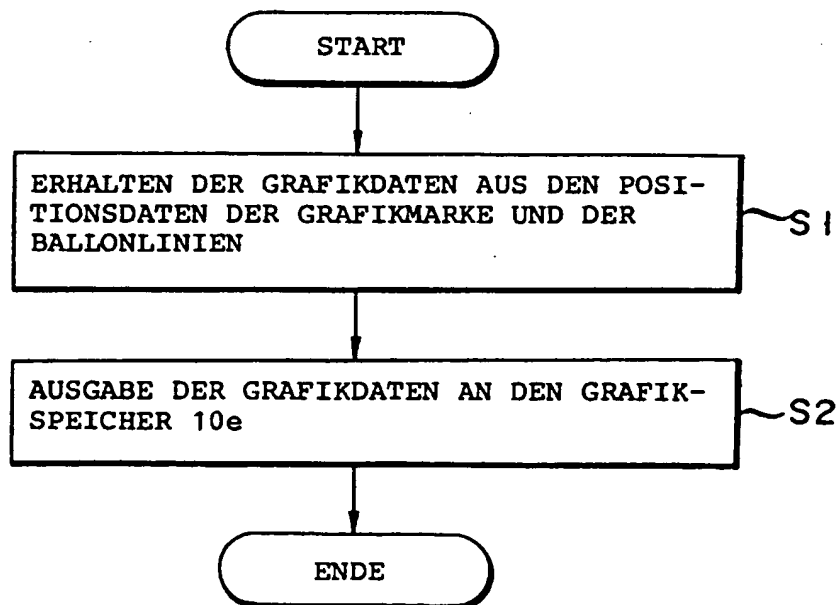 START
ERHALTEN DER GRAFIKDATEN AUS DEN POSI-
TIONSDATEN DER GRAFIKMARKE UND DER
BALLONLINIEN
S1
AUSGABE DER GRAFIKDATEN AN DEN GRAFIK-
SPEICHER 10e
S2
ENDE